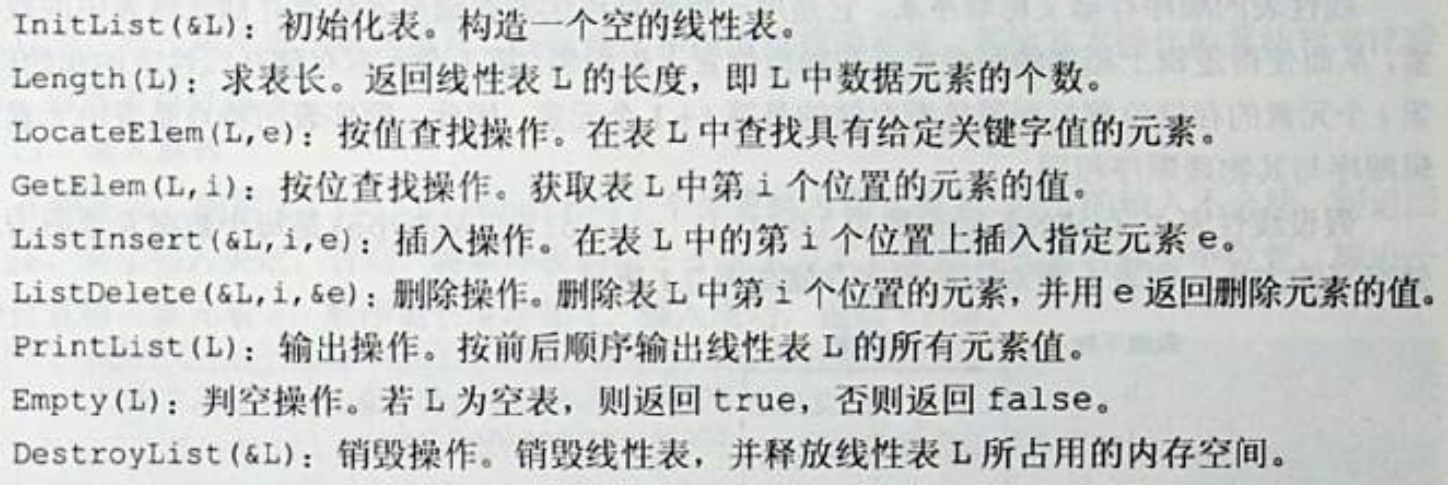 InitList(&L)：初始化表。构造一个空的线性表。
Length(L)：求表长。返回线性表 L 的长度，即 L 中数据元素的个数。
LocateElem(L,e)：按值查找操作。在表 L 中查找具有给定关键字值的元素。
GetElem(L,i)：按位查找操作。获取表 L 中第 i 个位置的元素的值。
ListInsert(&L,i,e)：插入操作。在表 L 中的第 i 个位置上插入指定元素 e。
ListDelete(&L,i,&e)：删除操作。删除表 L 中第 i 个位置的元素，并用 e 返回删除元素的值。
PrintList(L)：输出操作。按前后顺序输出线性表 L 的所有元素值。
Empty(L)：判空操作。若 L 为空表，则返回 true，否则返回 false。
DestroyList(&L)：销毁操作。销毁线性表，并释放线性表 L 所占用的内存空间。